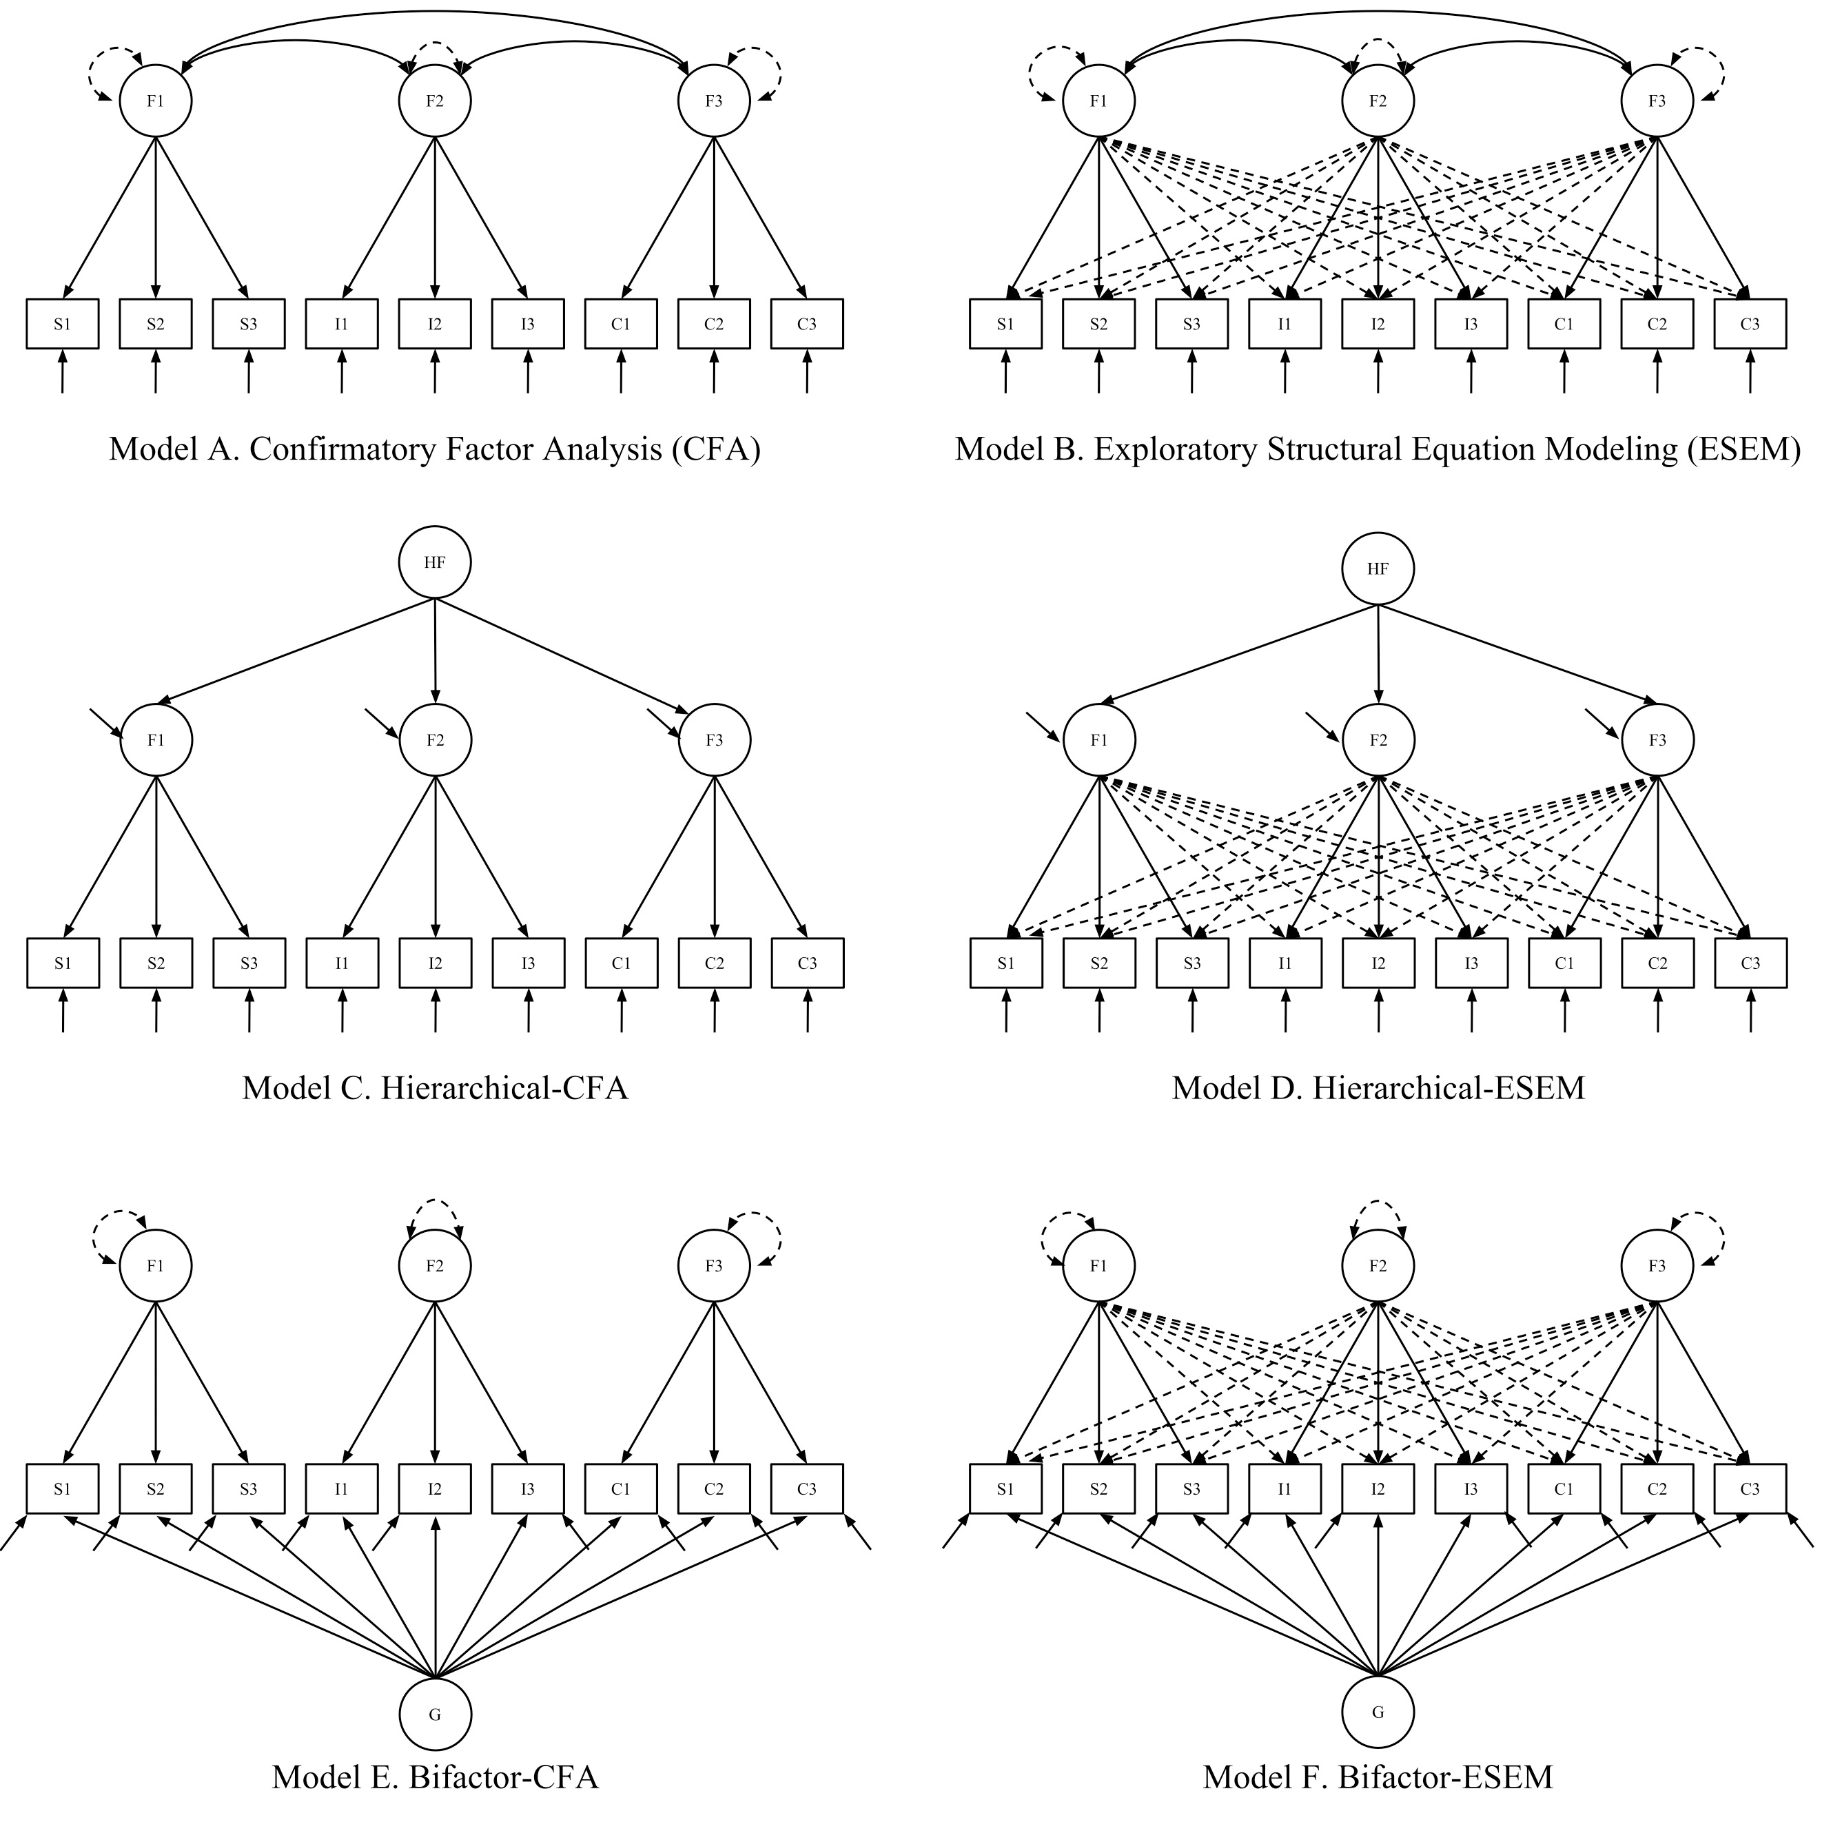 F1 F2 F3
S1 S2 S3 I1 I2 I3 C1 C2 C3
Model A. Confirmatory Factor Analysis (CFA)
F1 F2 F3
S1 S2 S3 I1 I2 I3 C1 C2 C3
Model B. Exploratory Structural Equation Modeling (ESEM)
HF
F1 F2 F3
S1 S2 S3 I1 I2 I3 C1 C2 C3
Model C. Hierarchical-CFA
HF
F1 F2 F3
S1 S2 S3 I1 I2 I3 C1 C2 C3
Model D. Hierarchical-ESEM
F1 F2 F3
S1 S2 S3 I1 I2 I3 C1 C2 C3
G
Model E. Bifactor-CFA
F1 F2 F3
S1 S2 S3 I1 I2 I3 C1 C2 C3
G
Model F. Bifactor-ESEM